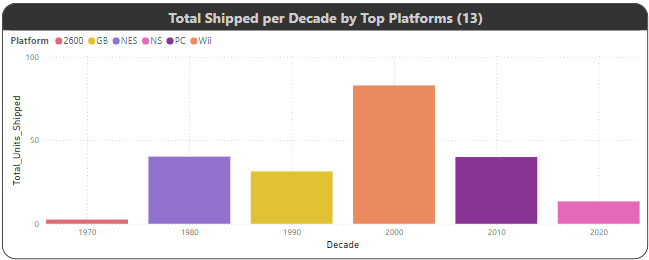 Total Shipped per Decade by Top Platforms (13)
Platform 2600 GB NES NS PC Wii
100
50
0
Total_Units_Shipped
1970 1980 1990 2000 2010 2020
Decade